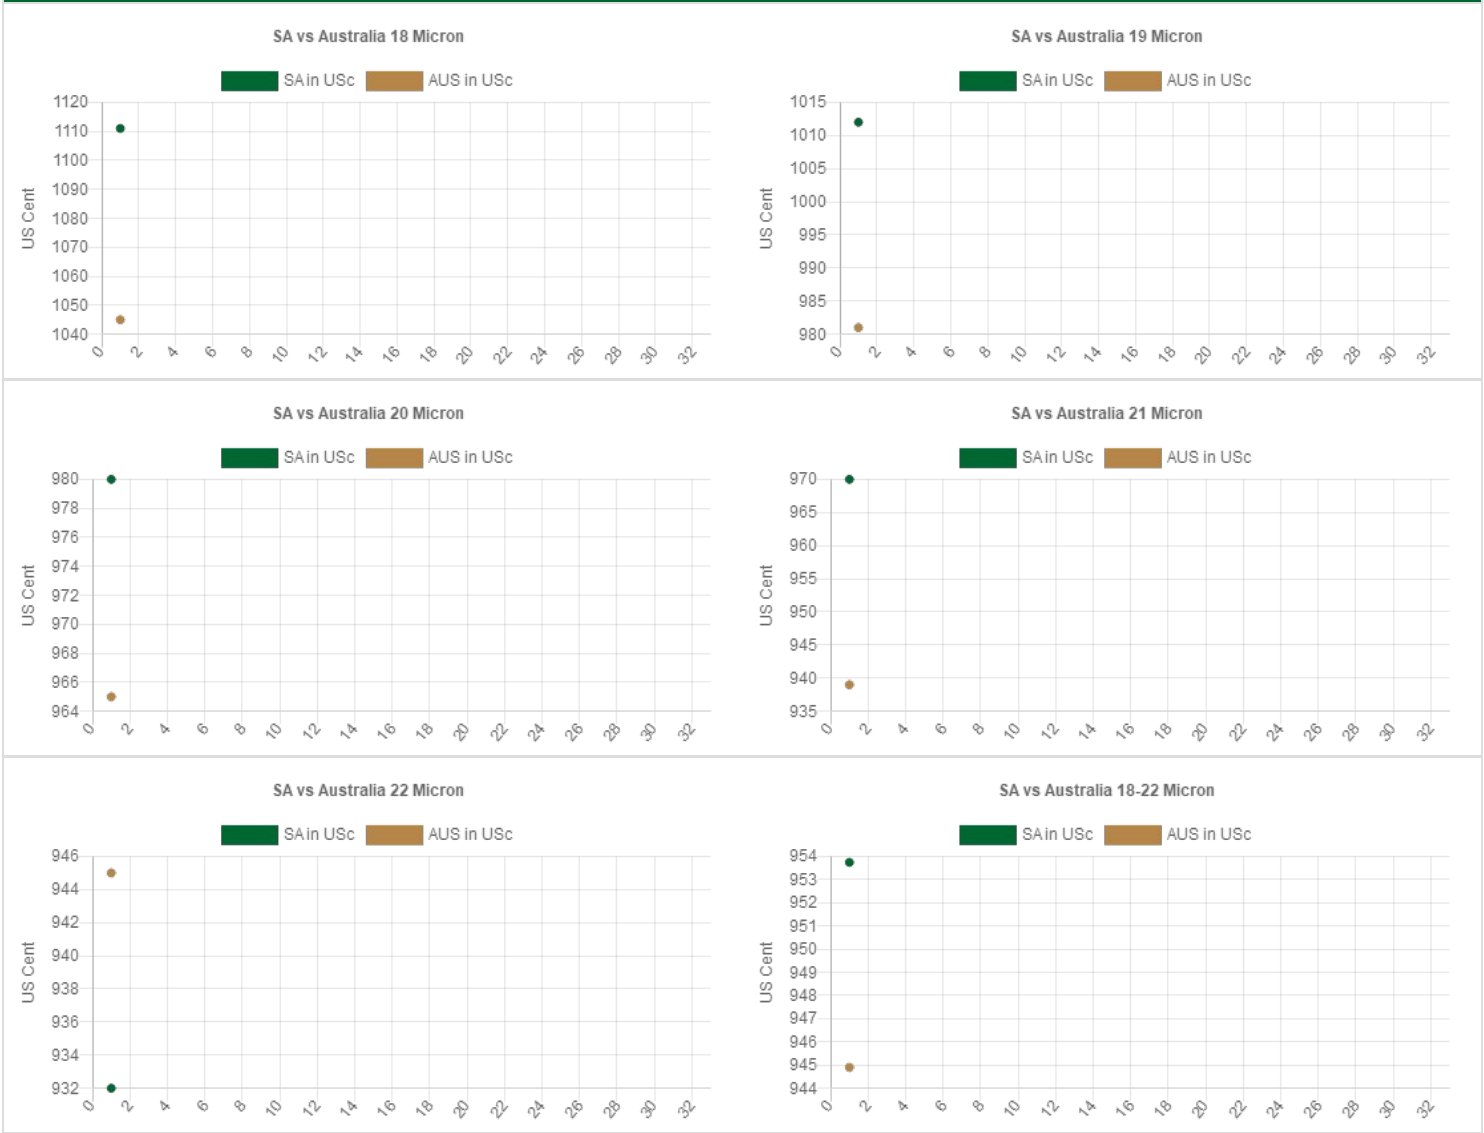 SA vs Australia 18 Micron
SA in USc AUS in USc
US Cent
1120
1110
1100
1090
1080
1070
1060
1050
1040
0 2 4 6 8 10 12 14 16 18 20 22 24 26 28 30 32
SA vs Australia 19 Micron
SA in USc AUS in USc
US Cent
1015
1010
1005
1000
995
990
985
980
0 2 4 6 8 10 12 14 16 18 20 22 24 26 28 30 32
SA vs Australia 20 Micron
SA in USc AUS in USc
US Cent
980
978
976
974
972
970
968
966
964
0 2 4 6 8 10 12 14 16 18 20 22 24 26 28 30 32
SA vs Australia 21 Micron
SA in USc AUS in USc
US Cent
970
965
960
955
950
945
940
935
0 2 4 6 8 10 12 14 16 18 20 22 24 26 28 30 32
SA vs Australia 22 Micron
SA in USc AUS in USc
US Cent
946
944
942
940
938
936
934
932
0 2 4 6 8 10 12 14 16 18 20 22 24 26 28 30 32
SA vs Australia 18-22 Micron
SA in USc AUS in USc
US Cent
954
953
952
951
950
949
948
947
946
945
944
0 2 4 6 8 10 12 14 16 18 20 22 24 26 28 30 32